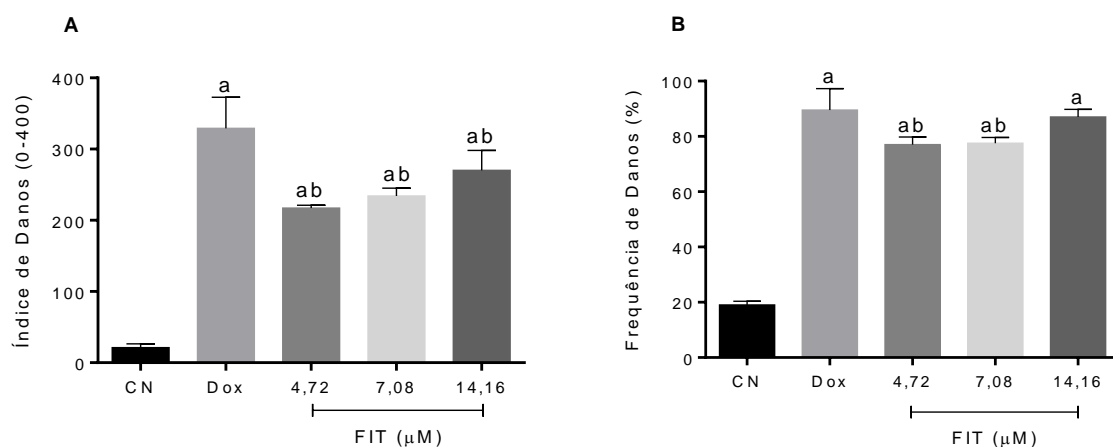 A
Índice de Danos (0-400)
400
300
200
100
0
a
ab
ab
ab
CN
Dox
4,72
7,08
14,16
FIT (μM)
B
Frequência de Danos (%)
100
80
60
40
20
0
a
ab
ab
a
CN
Dox
4,72
7,08
14,16
FIT (μM)